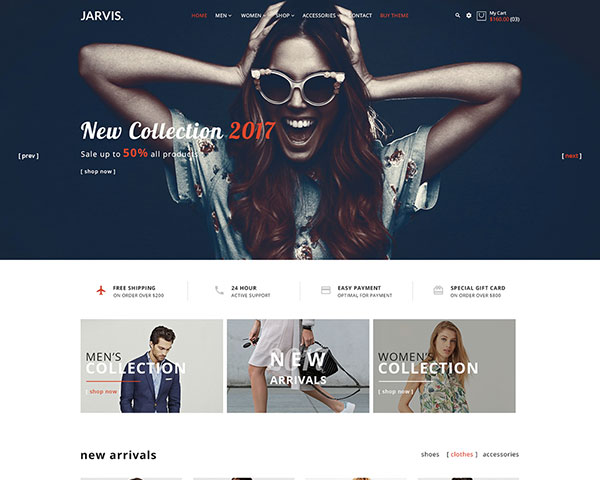 JARVIS.
HOME MEN WOMEN SHOP ACCESSORIES CONTACT BUY THEME
My Cart
$160.00 (03)
New Collection 2017
Sale up to 50% all products
[ shop now ]
[ prev ]
[ next ]
FREE SHIPPING
ON ORDER OVER $200
24 HOUR
ACTIVE SUPPORT
EASY PAYMENT
OPTIMAL FOR PAYMENT
SPECIAL GIFT CARD
ON ORDER OVER $800
MEN'S
COLLECTION
[ shop now ]
NEW
ARRIVALS
WOMEN'S
COLLECTION
[ shop now ]
new arrivals
shoes [ clothes ] accessories